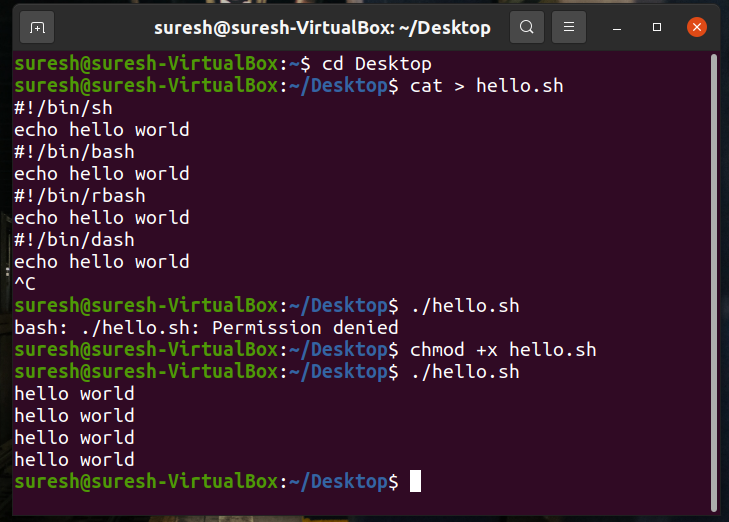 suresh@suresh-VirtualBox: ~/Desktop
suresh@suresh-VirtualBox:~$ cd Desktop
suresh@suresh-VirtualBox:~/Desktop$ cat > hello.sh
#!/bin/sh
echo hello world
#!/bin/bash
echo hello world
#!/bin/rbash
echo hello world
#!/bin/dash
echo hello world
^C
suresh@suresh-VirtualBox:~/Desktop$ ./hello.sh
bash: ./hello.sh: Permission denied
suresh@suresh-VirtualBox:~/Desktop$ chmod +x hello.sh
suresh@suresh-VirtualBox:~/Desktop$ ./hello.sh
hello world
hello world
hello world
hello world
suresh@suresh-VirtualBox:~/Desktop$